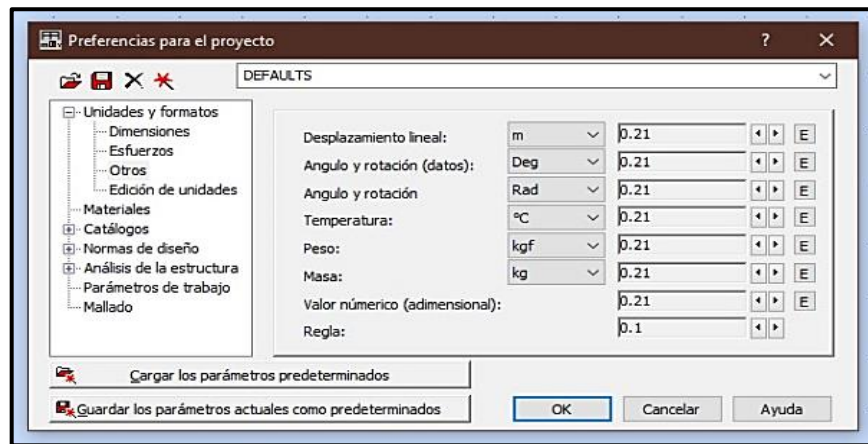 Preferencias para el proyecto ? ×
DEFAULTS
Unidades y formatos
Dimensiones
Esfuerzos
Otros
Edición de unidades
Materiales
Catálogos
Normas de diseño
Análisis de la estructura
Parámetros de trabajo
Mallado
Desplazamiento lineal: m 0.21 E
Angulo y rotación (datos): Deg 0.21 E
Angulo y rotación Rad 0.21 E
Temperatura: ºC 0.21 E
Peso: kgf 0.21 E
Masa: kg 0.21 E
Valor númerico (adimensional): 0.21 E
Regla: 0.1
Cargar los parámetros predeterminados
Guardar los parámetros actuales como predeterminados
OK Cancelar Ayuda